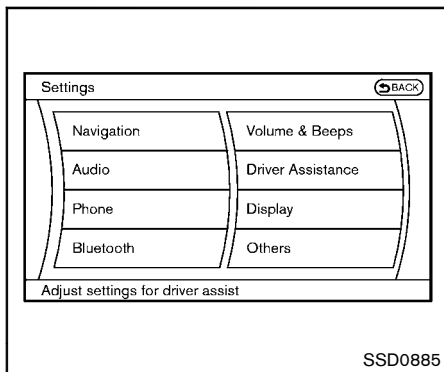 Settings
BACK
Navigation
Volume & Beeps
Audio
Driver Assistance
Phone
Display
Bluetooth
Others
Adjust settings for driver assist
SSD0885